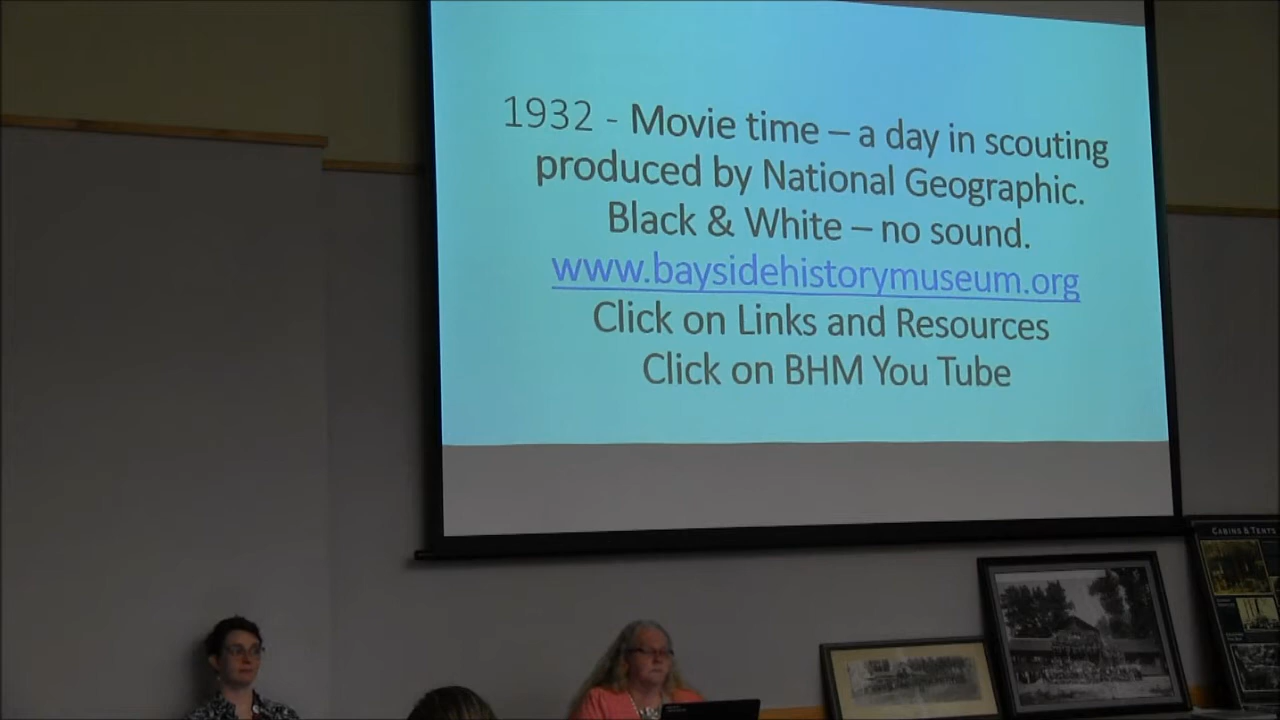 1932 - Movie time – a day in scouting
produced by National Geographic.
Black & White – no sound.
www.baysidehistorymuseum.org
Click on Links and Resources
Click on BHM You Tube
CABINS & TENTS